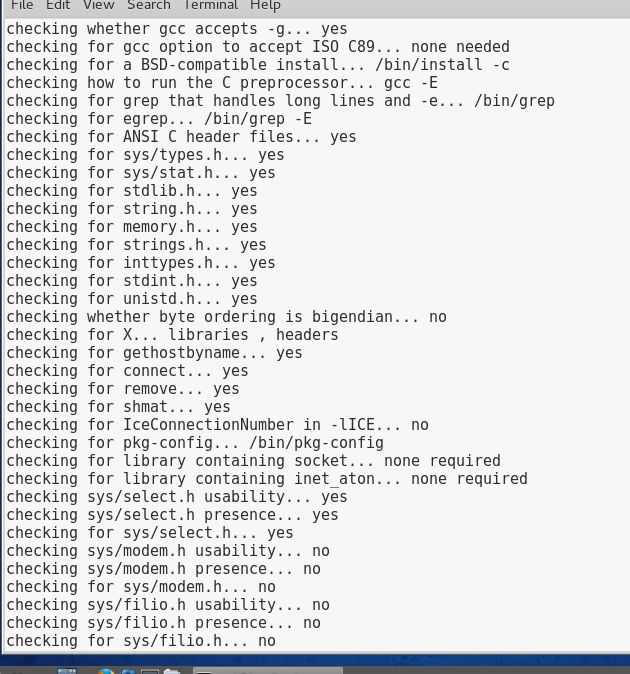 File Edit View Search Terminal Help
checking whether gcc accepts -g... yes
checking for gcc option to accept ISO C89... none needed
checking for a BSD-compatible install... /bin/install -c
checking how to run the C preprocessor... gcc -E
checking for grep that handles long lines and -e... /bin/grep
checking for egrep... /bin/grep -E
checking for ANSI C header files... yes
checking for sys/types.h... yes
checking for sys/stat.h... yes
checking for stdlib.h... yes
checking for string.h... yes
checking for memory.h... yes
checking for strings.h... yes
checking for inttypes.h... yes
checking for stdint.h... yes
checking for unistd.h... yes
checking whether byte ordering is bigendian... no
checking for X... libraries , headers
checking for gethostbyname... yes
checking for connect... yes
checking for remove... yes
checking for shmat... yes
checking for IceConnectionNumber in -lICE... no
checking for pkg-config... /bin/pkg-config
checking for library containing socket... none required
checking for library containing inet_aton... none required
checking sys/select.h usability... yes
checking sys/select.h presence... yes
checking for sys/select.h... yes
checking sys/modem.h usability... no
checking sys/modem.h presence... no
checking for sys/modem.h... no
checking sys/filio.h usability... no
checking sys/filio.h presence... no
checking for sys/filio.h... no